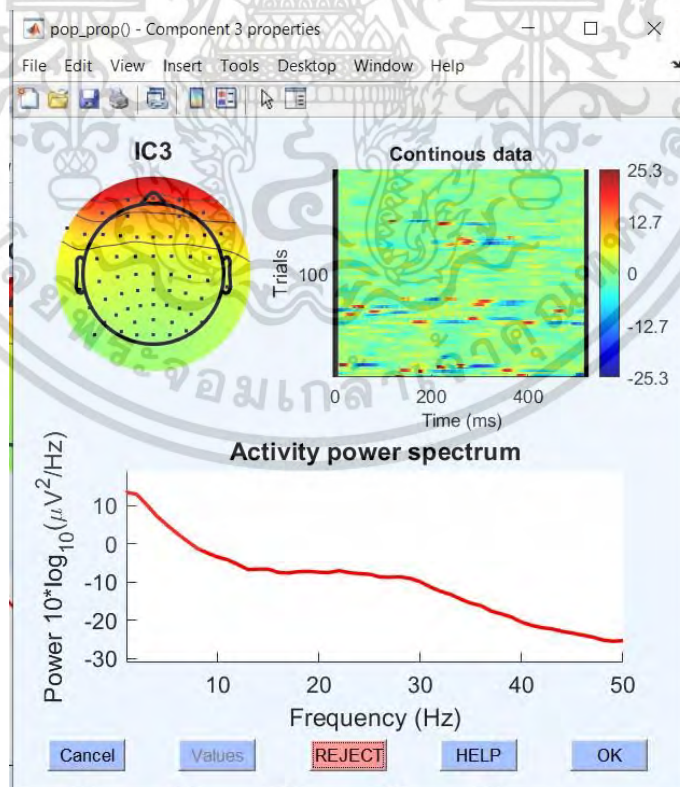 pop_prop() - Component 3 properties
File Edit View Insert Tools Desktop Window Help
IC3
Continous data
Trials
100
0 200 400
Time (ms)
25.3
12.7
0
-12.7
-25.3
Activity power spectrum
Power 10*log10(μV²/Hz)
10
0
-10
-20
-30
10 20 30 40 50
Frequency (Hz)
Cancel Values REJECT HELP OK